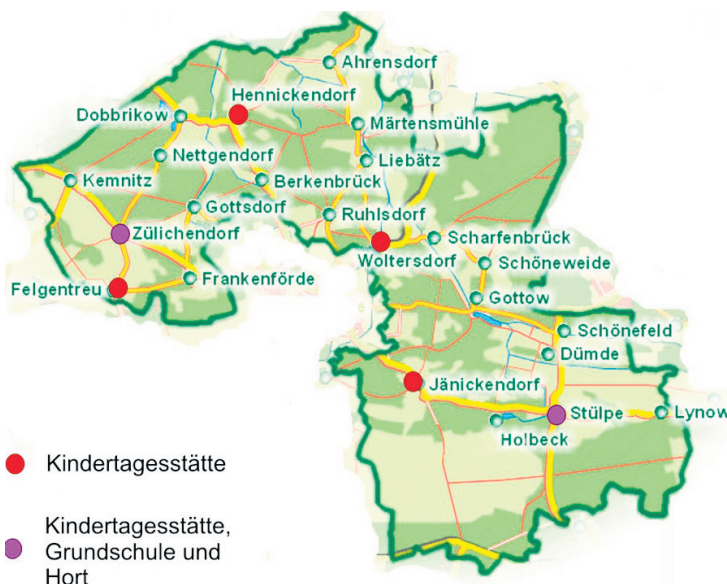 Ahrensdorf
Hennickendorf
Dobbrikow
Märtensmühle
Nettgendorf
Liebätz
Kemnitz
Berkenbrück
Gottsdorf
Ruhlsdorf
Zülichendorf
Scharfenbrück
Woltersdorf
Schöneweide
Felgentreu
Frankenförde
Gottow
Schönefeld
Dümde
Jänickendorf
Stülpe
Lynow
Holbeck
Kindertagesstätte
Kindertagesstätte,
Grundschule und
Hort